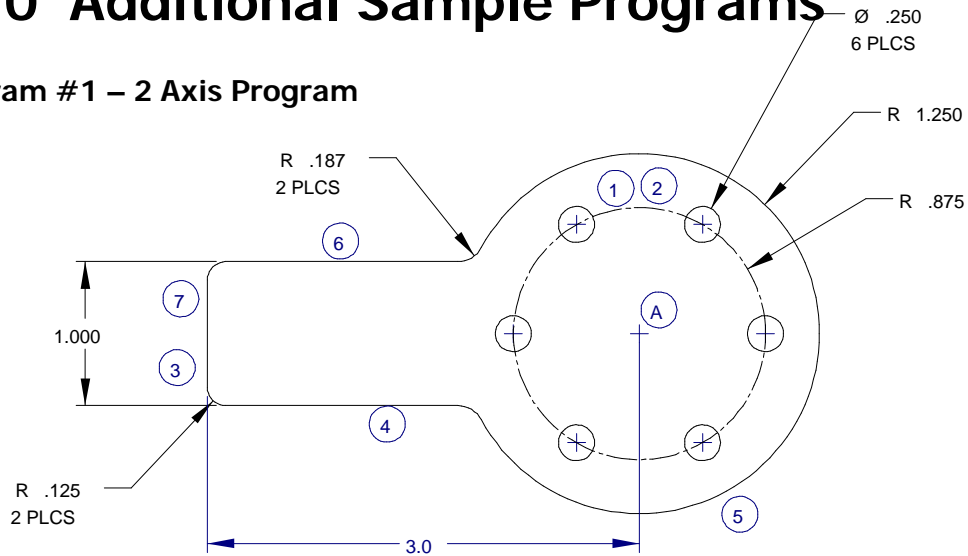 0 Additional Sample Programs
ram #1 – 2 Axis Program
Ø .250
6 PLCS
R 1.250
R .187
2 PLCS
R .875
1
2
6
7
A
1.000
3
4
R .125
2 PLCS
5
3.0